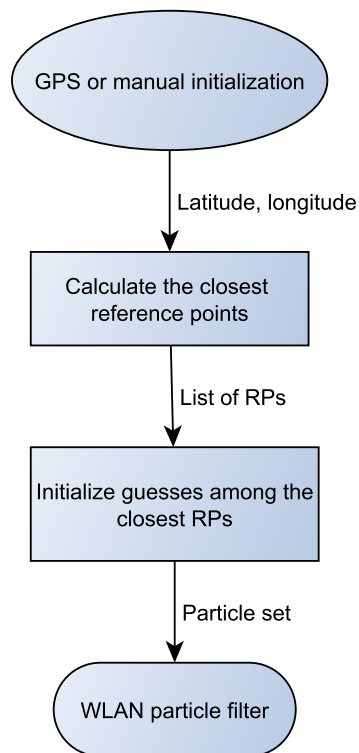 GPS or manual initialization
Latitude, longitude
Calculate the closest
reference points
List of RPs
Initialize guesses among the
closest RPs
Particle set
WLAN particle filter